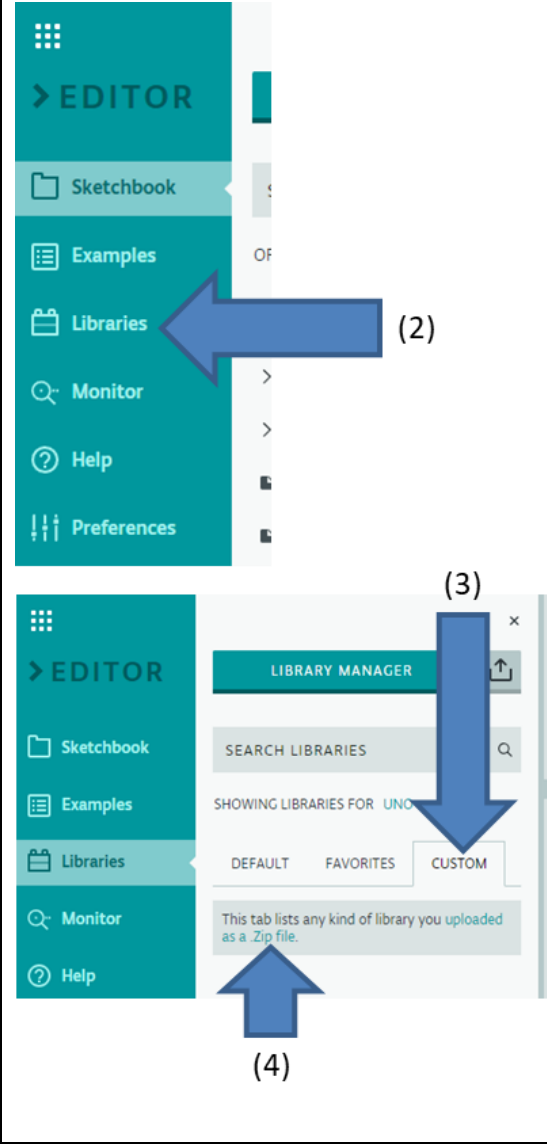 > EDITOR
Sketchbook
Examples
OF
Libraries
(2)
Monitor
Help
Preferences
(3)
> EDITOR
LIBRARY MANAGER
Sketchbook
SEARCH LIBRARIES
Examples
SHOWING LIBRARIES FOR UNO
Libraries
DEFAULT FAVORITES CUSTOM
Monitor
This tab lists any kind of library you uploaded
as a .Zip file.
Help
(4)